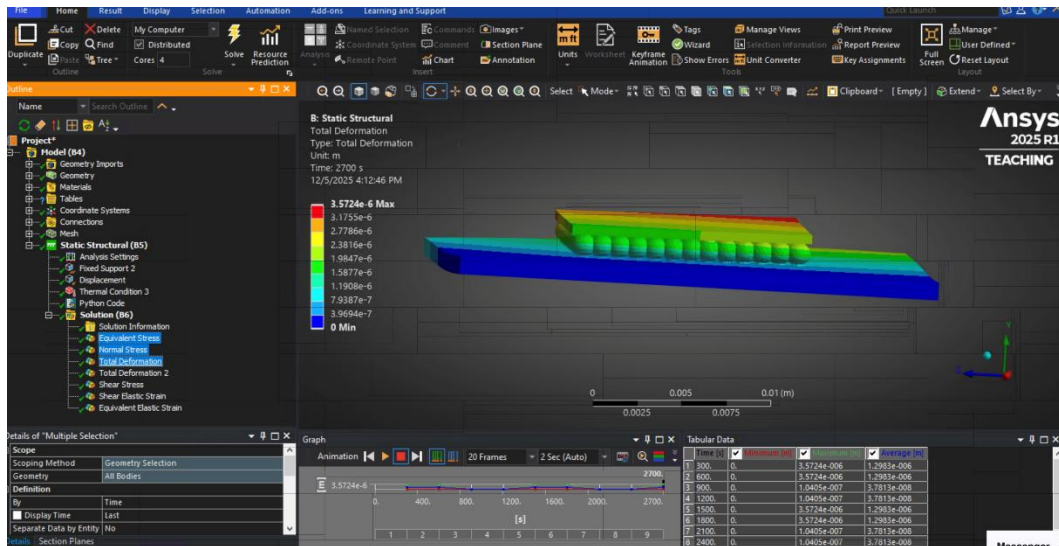 File Home Result Display Selection Automation Add-ons Learning and Support Quick Launch
Duplicate
Cut Delete
Copy Find
Paste Tree
Outline
My Computer
Distributed
Cores 4
Solve Resource Prediction
Solve
Analysis
Named Selection Commands Images
Coordinate System Comment Section Plane
Remote Point Chart Annotation
Insert
Units Worksheet Keyframe Animation
Tags Manage Views Print Preview
Wizard Selection Information Report Preview
Show Errors Unit Converter Key Assignments
Tools
Full Screen
Manage
User Defined
Reset Layout
Layout
Outline
Name Search Outline
Select Mode Clipboard [ Empty ] Extend Select By
Project*
Model (B4)
Geometry Imports
Geometry
Materials
Tables
Coordinate Systems
Connections
Mesh
Static Structural (B5)
Analysis Settings
Fixed Support 2
Displacement
Thermal Condition 3
Python Code
Solution (B6)
Solution Information
Equivalent Stress
Normal Stress
Total Deformation
Total Deformation 2
Shear Stress
Shear Elastic Strain
Equivalent Elastic Strain
B: Static Structural
Total Deformation
Type: Total Deformation
Unit: m
Time: 2700 s
12/5/2025 4:12:46 PM
3.5724e-6 Max
3.1755e-6
2.7786e-6
2.3816e-6
1.9847e-6
1.5877e-6
1.1908e-6
7.9387e-7
3.9694e-7
0 Min
Ansys
2025 R1
TEACHING
Y
0 0.005 0.01 (m)
0.0025 0.0075
Details of "Multiple Selection"
Scope
Scoping Method Geometry Selection
Geometry All Bodies
Definition
By Time
Display Time Last
Separate Data by Entity No
Details Section Planes
Graph
Animation 20 Frames 2 Sec (Auto)
2700.
3.5724e-6
0. 400. 800. 1200. 1600. 2000. 2700.
[s]
1 2 3 4 5 6 7 8 9
Tabular Data
Time [s] Minimum [m] Maximum [m] Average [m]
1 300. 0. 3.5724e-006 1.2983e-006
2 600. 0. 3.5724e-006 1.2983e-006
3 900. 0. 1.0405e-007 3.7813e-008
4 1200. 0. 1.0405e-007 3.7813e-008
5 1500. 0. 3.5724e-006 1.2983e-006
6 1800. 0. 3.5724e-006 1.2983e-006
7 2100. 0. 1.0405e-007 3.7813e-008
8 2400. 0. 1.0405e-007 3.7813e-008
Messenger